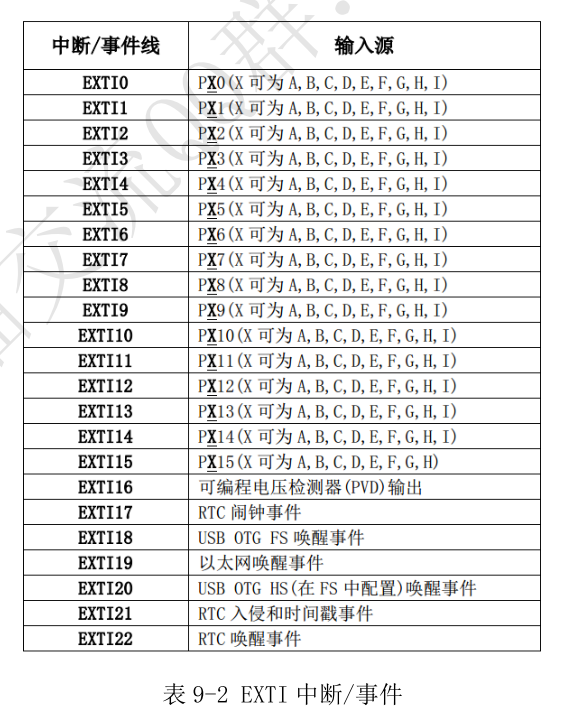 中断/事件线 输入源
EXTI0 PX0(X 可为 A,B,C,D,E,F,G,H,I)
EXTI1 PX1(X 可为 A,B,C,D,E,F,G,H,I)
EXTI2 PX2(X 可为 A,B,C,D,E,F,G,H,I)
EXTI3 PX3(X 可为 A,B,C,D,E,F,G,H,I)
EXTI4 PX4(X 可为 A,B,C,D,E,F,G,H,I)
EXTI5 PX5(X 可为 A,B,C,D,E,F,G,H,I)
EXTI6 PX6(X 可为 A,B,C,D,E,F,G,H,I)
EXTI7 PX7(X 可为 A,B,C,D,E,F,G,H,I)
EXTI8 PX8(X 可为 A,B,C,D,E,F,G,H,I)
EXTI9 PX9(X 可为 A,B,C,D,E,F,G,H,I)
EXTI10 PX10(X 可为 A,B,C,D,E,F,G,H,I)
EXTI11 PX11(X 可为 A,B,C,D,E,F,G,H,I)
EXTI12 PX12(X 可为 A,B,C,D,E,F,G,H,I)
EXTI13 PX13(X 可为 A,B,C,D,E,F,G,H,I)
EXTI14 PX14(X 可为 A,B,C,D,E,F,G,H,I)
EXTI15 PX15(X 可为 A,B,C,D,E,F,G,H)
EXTI16 可编程电压检测器(PVD)输出
EXTI17 RTC 闹钟事件
EXTI18 USB OTG FS 唤醒事件
EXTI19 以太网唤醒事件
EXTI20 USB OTG HS(在 FS 中配置)唤醒事件
EXTI21 RTC 入侵和时间戳事件
EXTI22 RTC 唤醒事件
表 9-2 EXTI 中断/事件
交流QQ群: